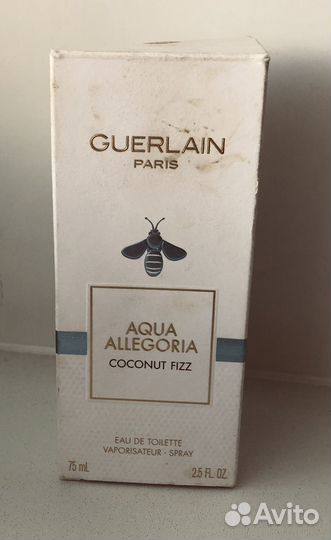 GUERLAIN
PARIS
AQUA
ALLEGORIA
COCONUT FIZZ
EAU DE TOILETTE
VAPORISATEUR · SPRAY
75 mL 2.5 FL. OZ.
Avito